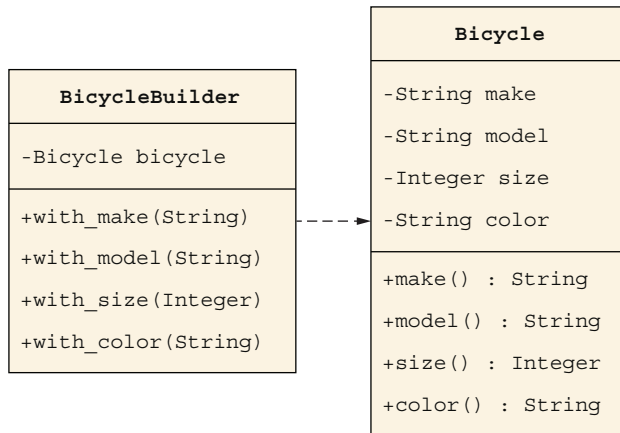 BicycleBuilder
-Bicycle bicycle
+with_make(String)
+with_model(String)
+with_size(Integer)
+with_color(String)
Bicycle
-String make
-String model
-Integer size
-String color
+make() : String
+model() : String
+size() : Integer
+color() : String